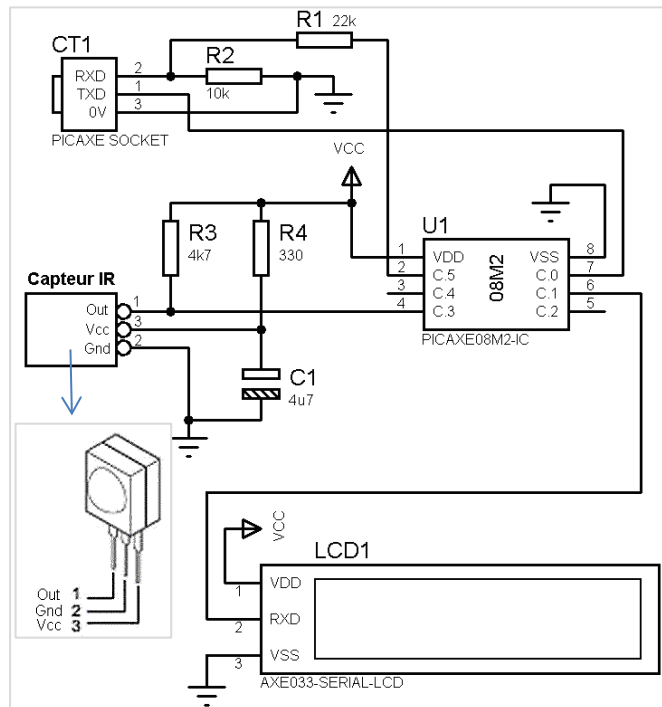 R1 22k
CT1
RXD 2
R2
10k
TXD 1
0V 3
PICAXE SOCKET
VCC
R3
4k7
R4
330
U1
1 VDD VSS 8
2 C.5 C.0 7
3 C.4 C.1 6
4 C.3 C.2 5
08M2
PICAXE08M2-IC
Capteur IR
Out 1
Vcc 3
Gnd 2
C1
4u7
Out 1
Gnd 2
Vcc 3
VCC
LCD1
1 VDD
2 RXD
3 VSS
AXE033-SERIAL-LCD